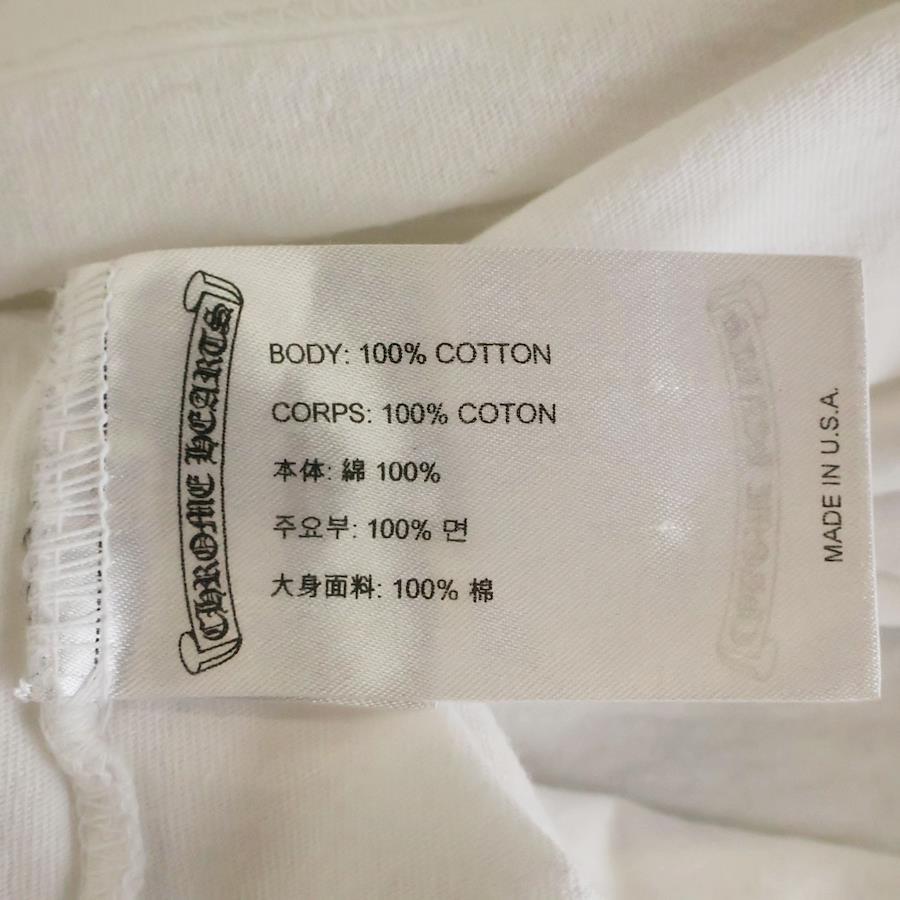 CHROME HEARTS
BODY: 100% COTTON
CORPS: 100% COTON
本体: 綿 100%
주요부: 100% 면
大身面料: 100% 棉
MADE IN U.S.A.